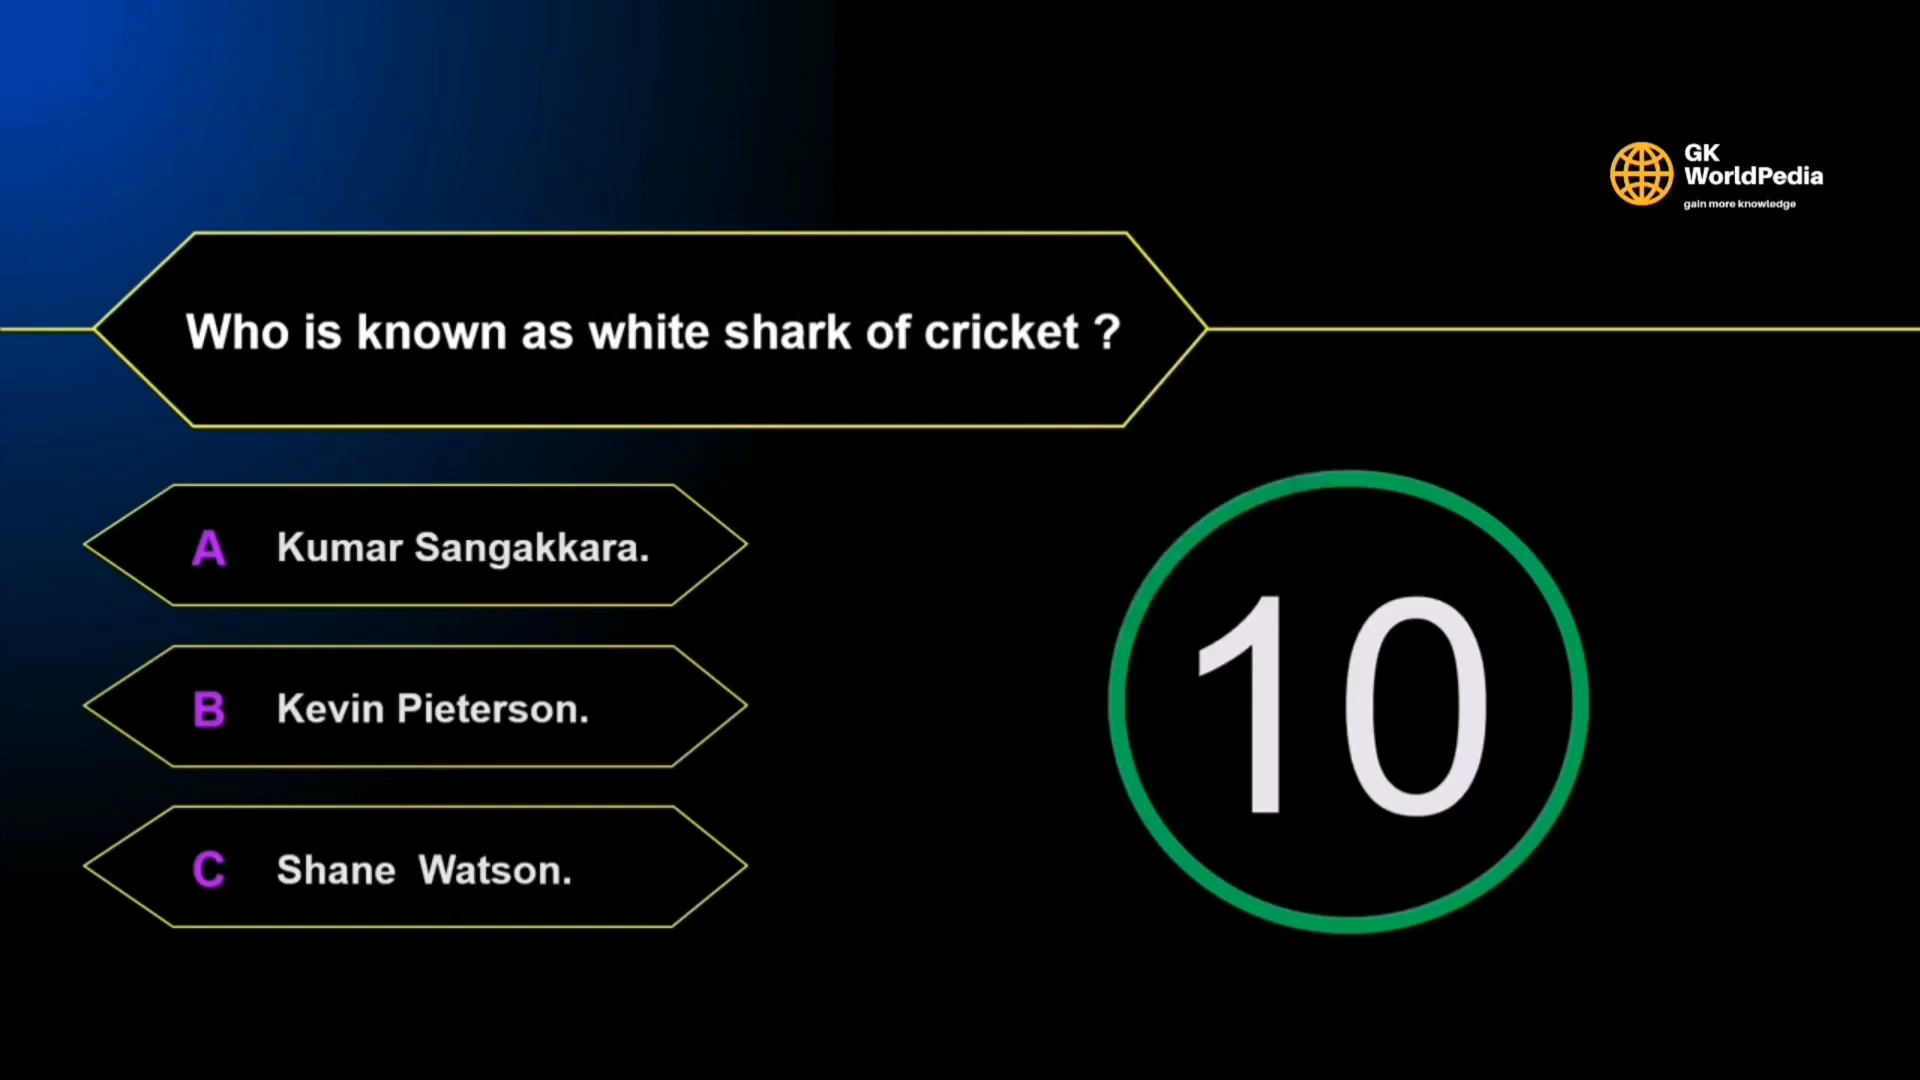 GK
WorldPedia
gain more knowledge
Who is known as white shark of cricket ?
A Kumar Sangakkara.
B Kevin Pieterson.
C Shane Watson.
10